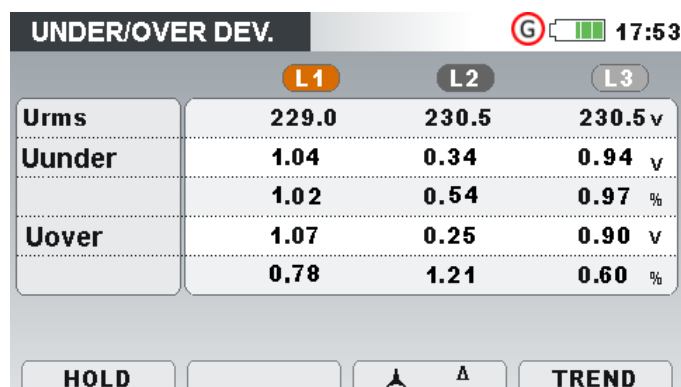 UNDER/OVER DEV. G 17:53
L1 L2 L3
Urms 229.0 230.5 230.5 v
Uunder 1.04 0.34 0.94 V
1.02 0.54 0.97 %
Uover 1.07 0.25 0.90 V
0.78 1.21 0.60 %
HOLD Δ TREND